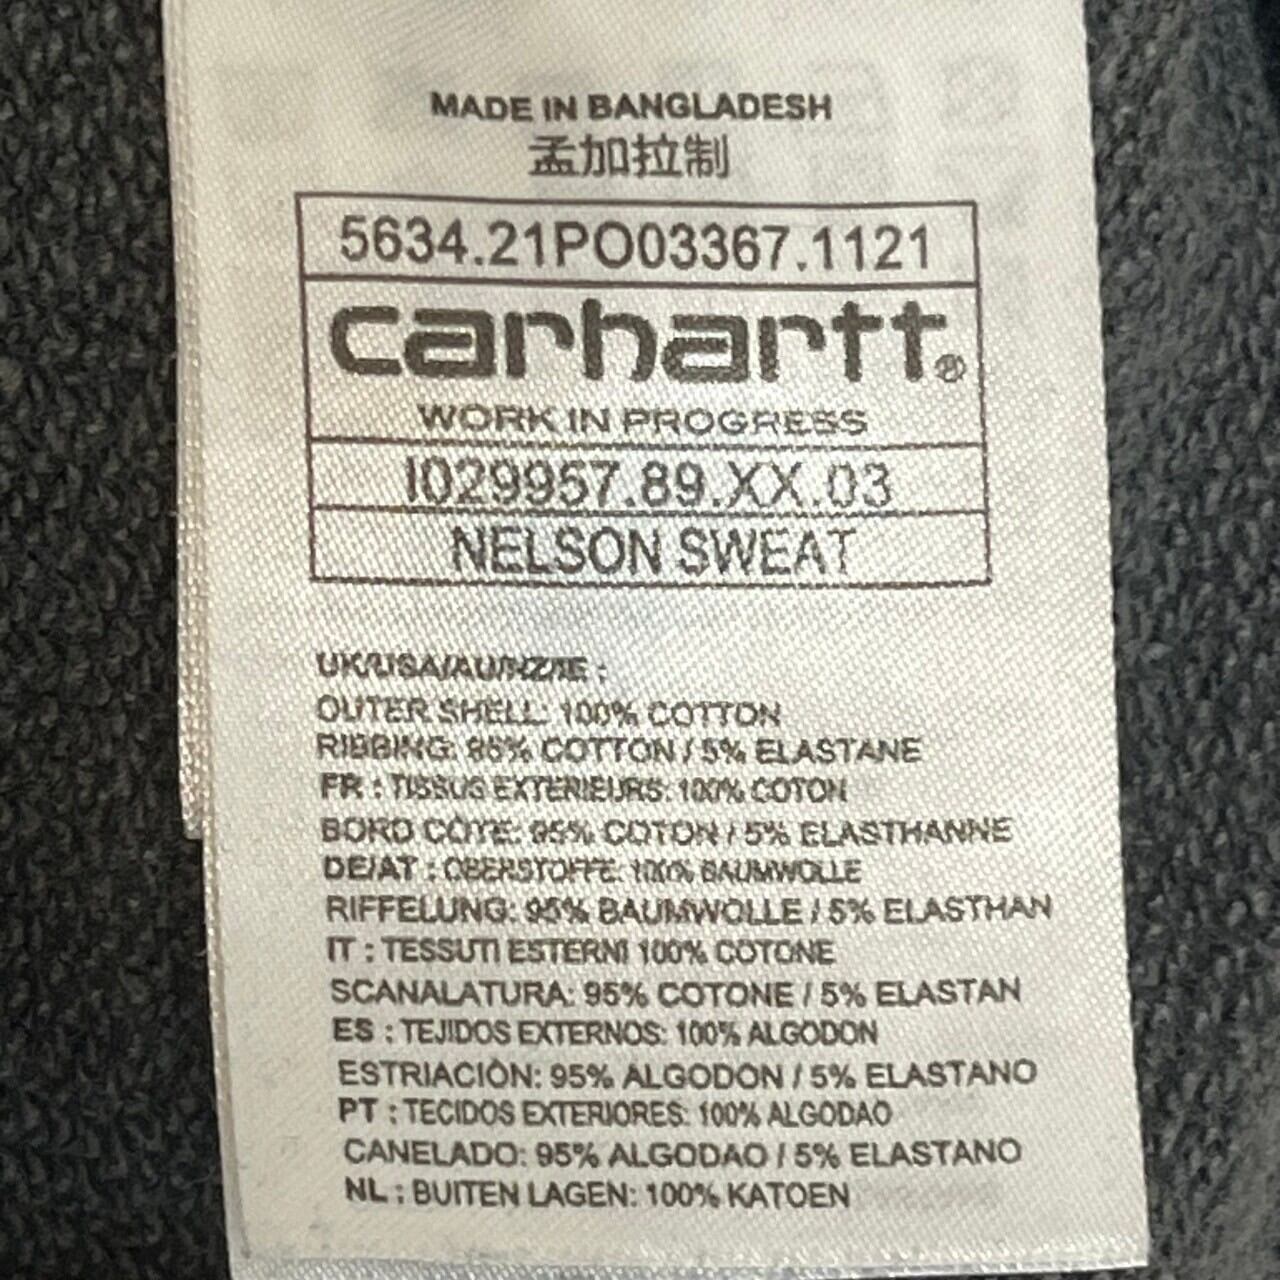 MADE IN BANGLADESH
孟加拉制
5634.21PO03367.1121
carhartt®
WORK IN PROGRESS
I029957.89.XX.03
NELSON SWEAT
UK/USA/AU/NZ/IE :
OUTER SHELL: 100% COTTON
RIBBING: 95% COTTON / 5% ELASTANE
FR : TISSUS EXTERIEURS: 100% COTON
BORD CÔTE: 95% COTON / 5% ELASTHANNE
DE/AT : OBERSTOFFE: 100% BAUMWOLLE
RIFFELUNG: 95% BAUMWOLLE / 5% ELASTHAN
IT : TESSUTI ESTERNI 100% COTONE
SCANALATURA: 95% COTONE / 5% ELASTAN
ES : TEJIDOS EXTERNOS: 100% ALGODON
ESTRIACIÓN: 95% ALGODON / 5% ELASTANO
PT : TECIDOS EXTERIORES: 100% ALGODAO
CANELADO: 95% ALGODAO / 5% ELASTANO
NL : BUITEN LAGEN: 100% KATOEN